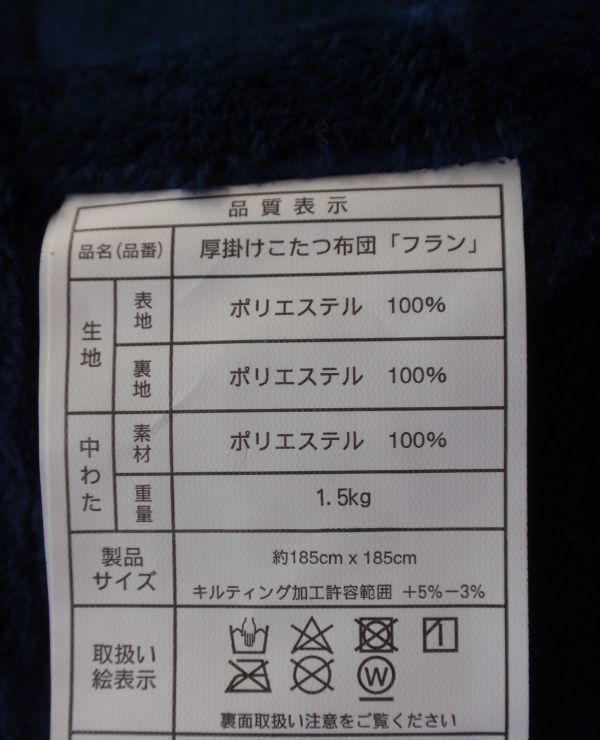 品質表示
品名(品番) 厚掛けこたつ布団「フラン」
生地 表地 ポリエステル 100%
裏地 ポリエステル 100%
中わた 素材 ポリエステル 100%
重量 1.5kg
製品サイズ 約185cm x 185cm
キルティング加工許容範囲 +5%−3%
取扱い絵表示
W
裏面取扱い注意をご覧ください